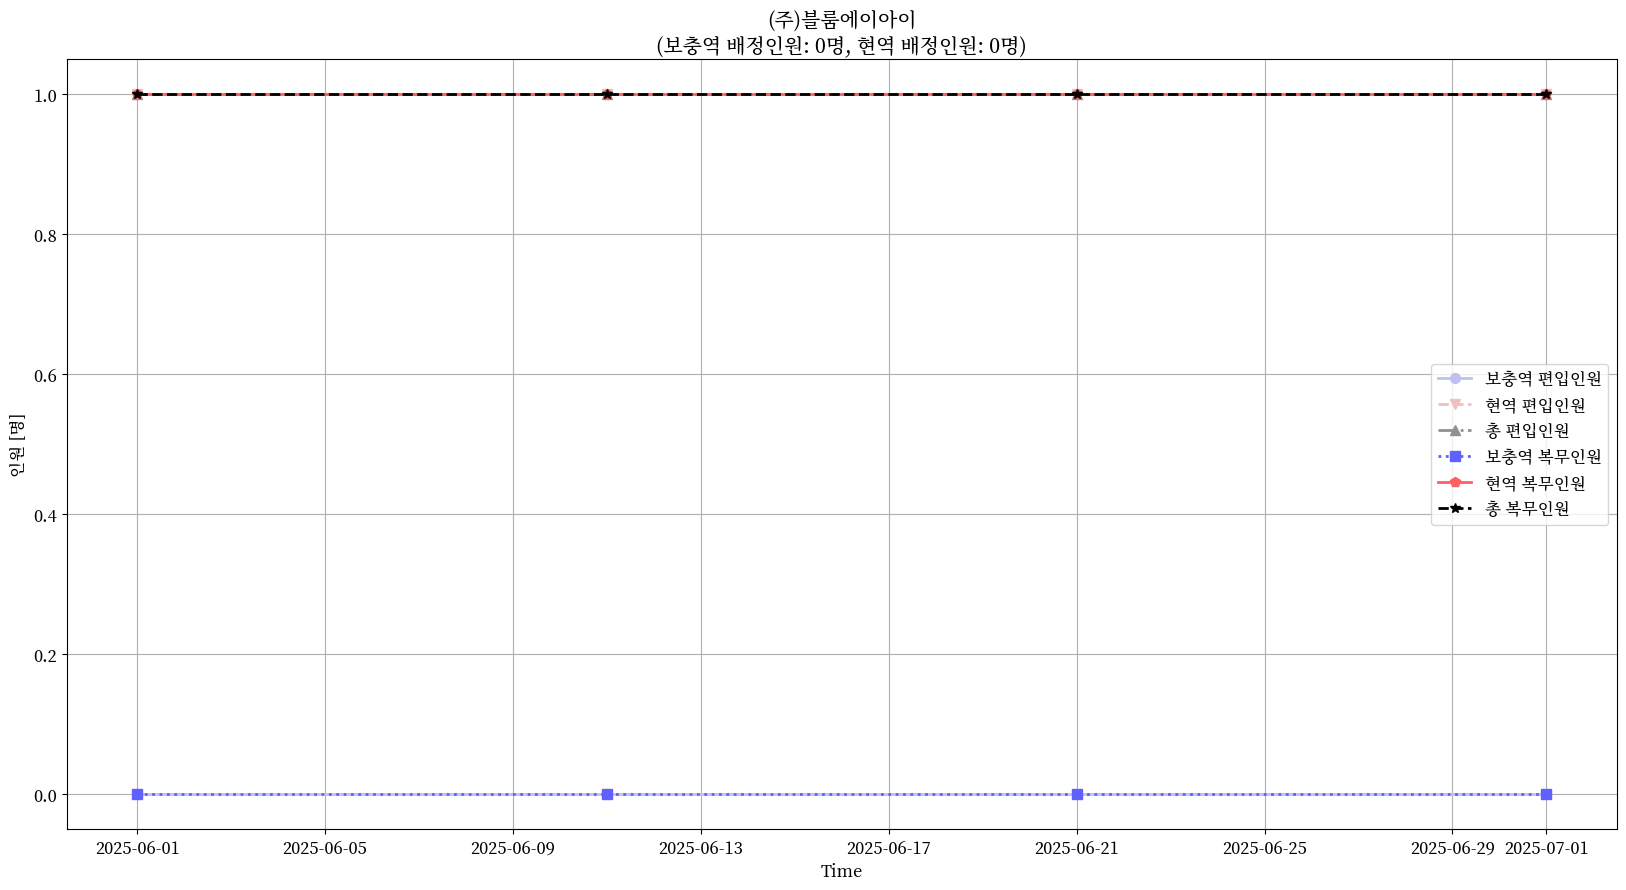 (주)블룸에이아이
(보충역 배정인원: 0명, 현역 배정인원: 0명)
1.0
0.8
0.6
0.4
0.2
0.0
인원 [명]
보충역 편입인원
현역 편입인원
총 편입인원
보충역 복무인원
현역 복무인원
총 복무인원
2025-06-01 2025-06-05 2025-06-09 2025-06-13 2025-06-17 2025-06-21 2025-06-25 2025-06-29 2025-07-01
Time